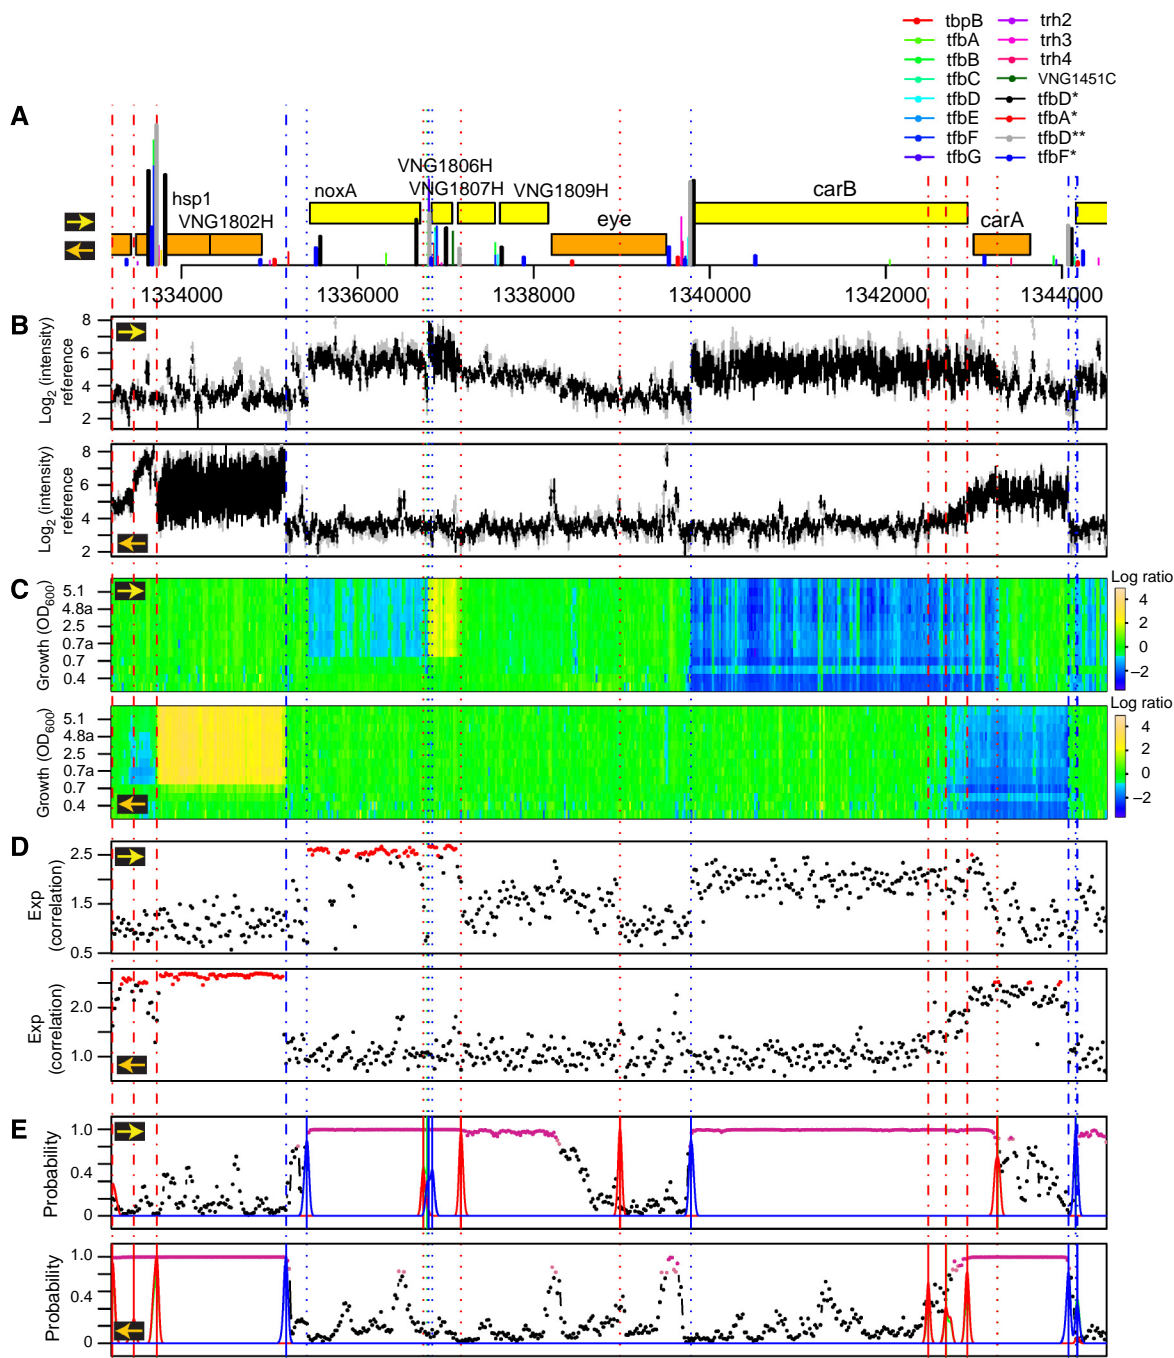 tbpB trh2
tfbA trh3
tfbB trh4
tfbC VNG1451C
tfbD tfbD*
tfbE tfbA*
tfbF tfbD**
tfbG tfbF*
A
VNG1806H
hsp1 noxA VNG1807H VNG1809H carB
VNG1802H eye carA
1334000 1336000 1338000 1340000 1342000 1344000
B
Log2 (intensity)
reference
8
6
4
2
Log2 (intensity)
reference
8
6
4
2
C
Growth (OD600)
5.1
4.8a
2.5
0.7a
0.7
0.4
Log ratio
4
2
0
−2
Growth (OD600)
5.1
4.8a
2.5
0.7a
0.7
0.4
Log ratio
4
2
0
−2
D
Exp
(correlation)
2.5
1.5
0.5
Exp
(correlation)
2.0
1.0
E
Probability
1.0
0.4
0
Probability
1.0
0.4
0